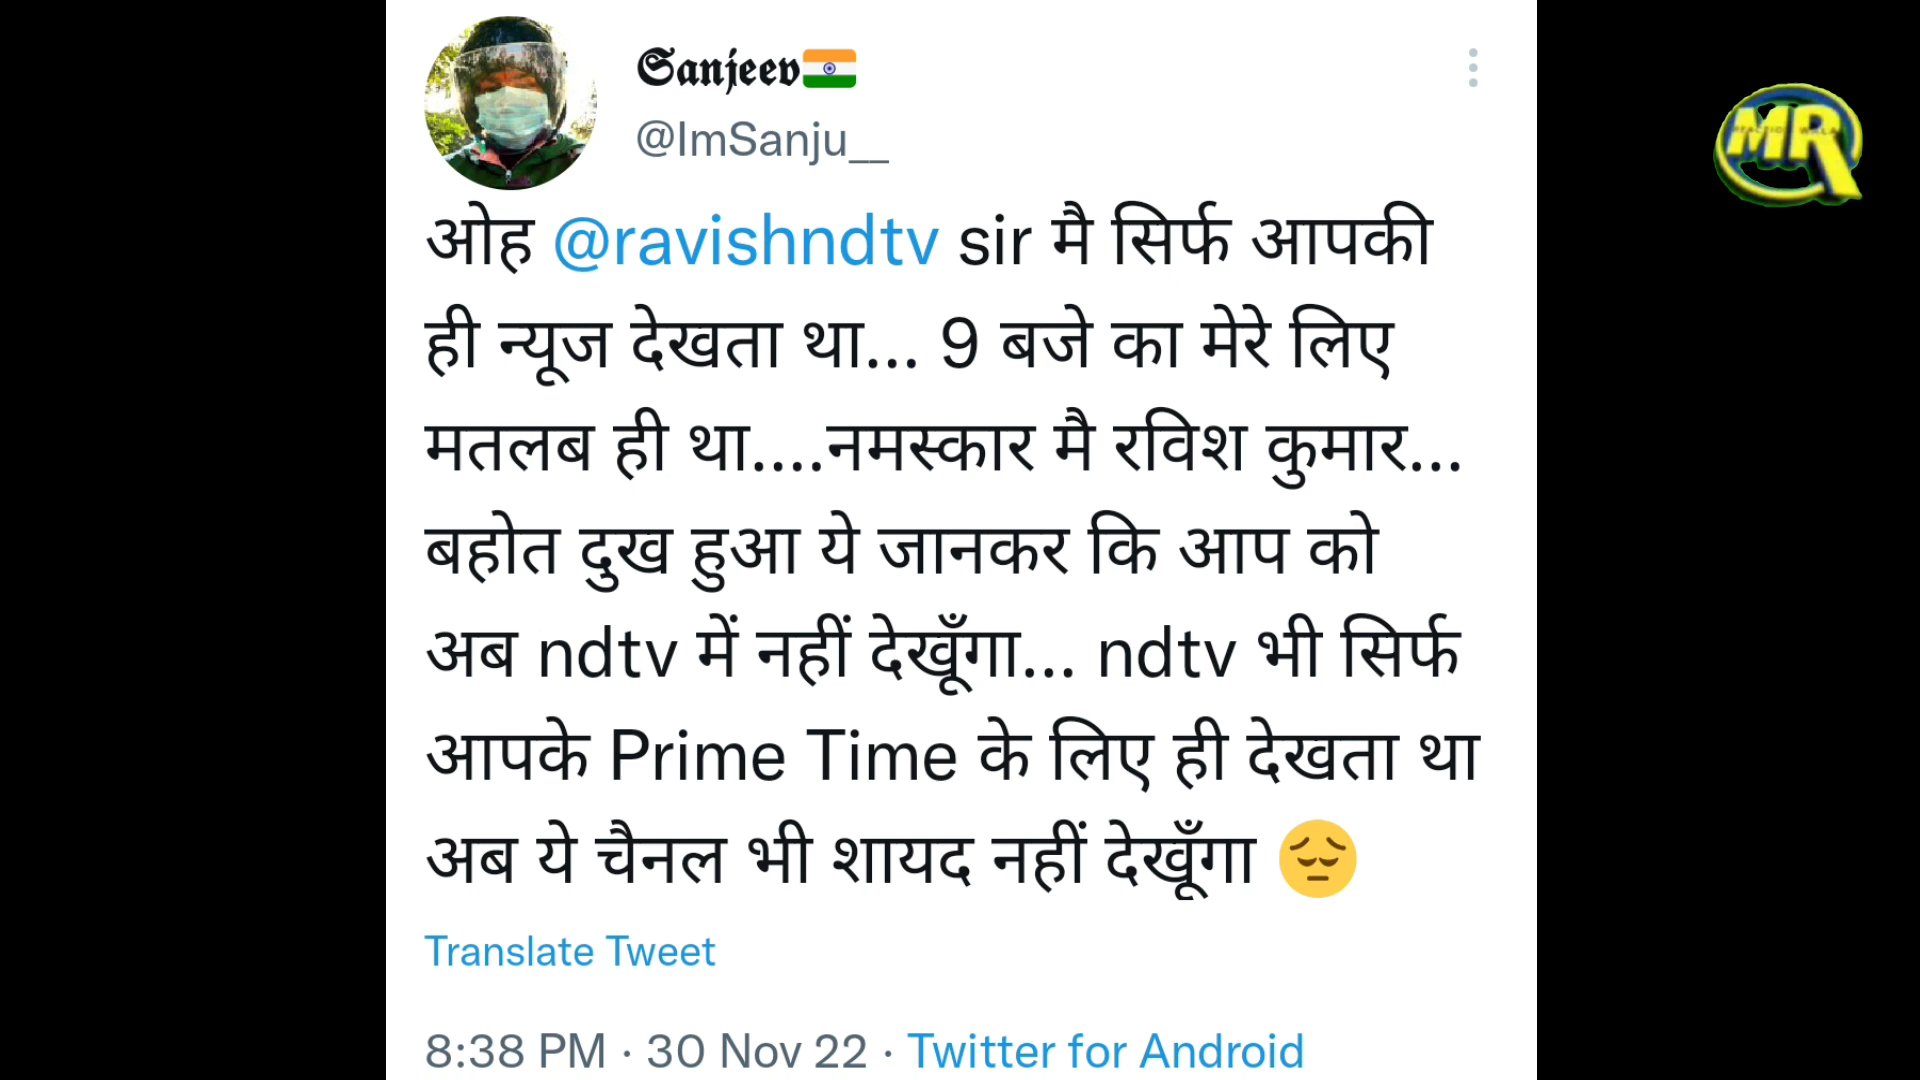 Sanjeev🇮🇳
@ImSanju__
ओह @ravishndtv sir मै सिर्फ आपकी
ही न्यूज देखता था... 9 बजे का मेरे लिए
मतलब ही था....नमस्कार मै रविश कुमार...
बहोत दुख हुआ ये जानकर कि आप को
अब ndtv में नहीं देखूँगा... ndtv भी सिर्फ
आपके Prime Time के लिए ही देखता था
अब ये चैनल भी शायद नहीं देखूँगा 😔
Translate Tweet
8:38 PM · 30 Nov 22 · Twitter for Android
MR
REACTION WALA